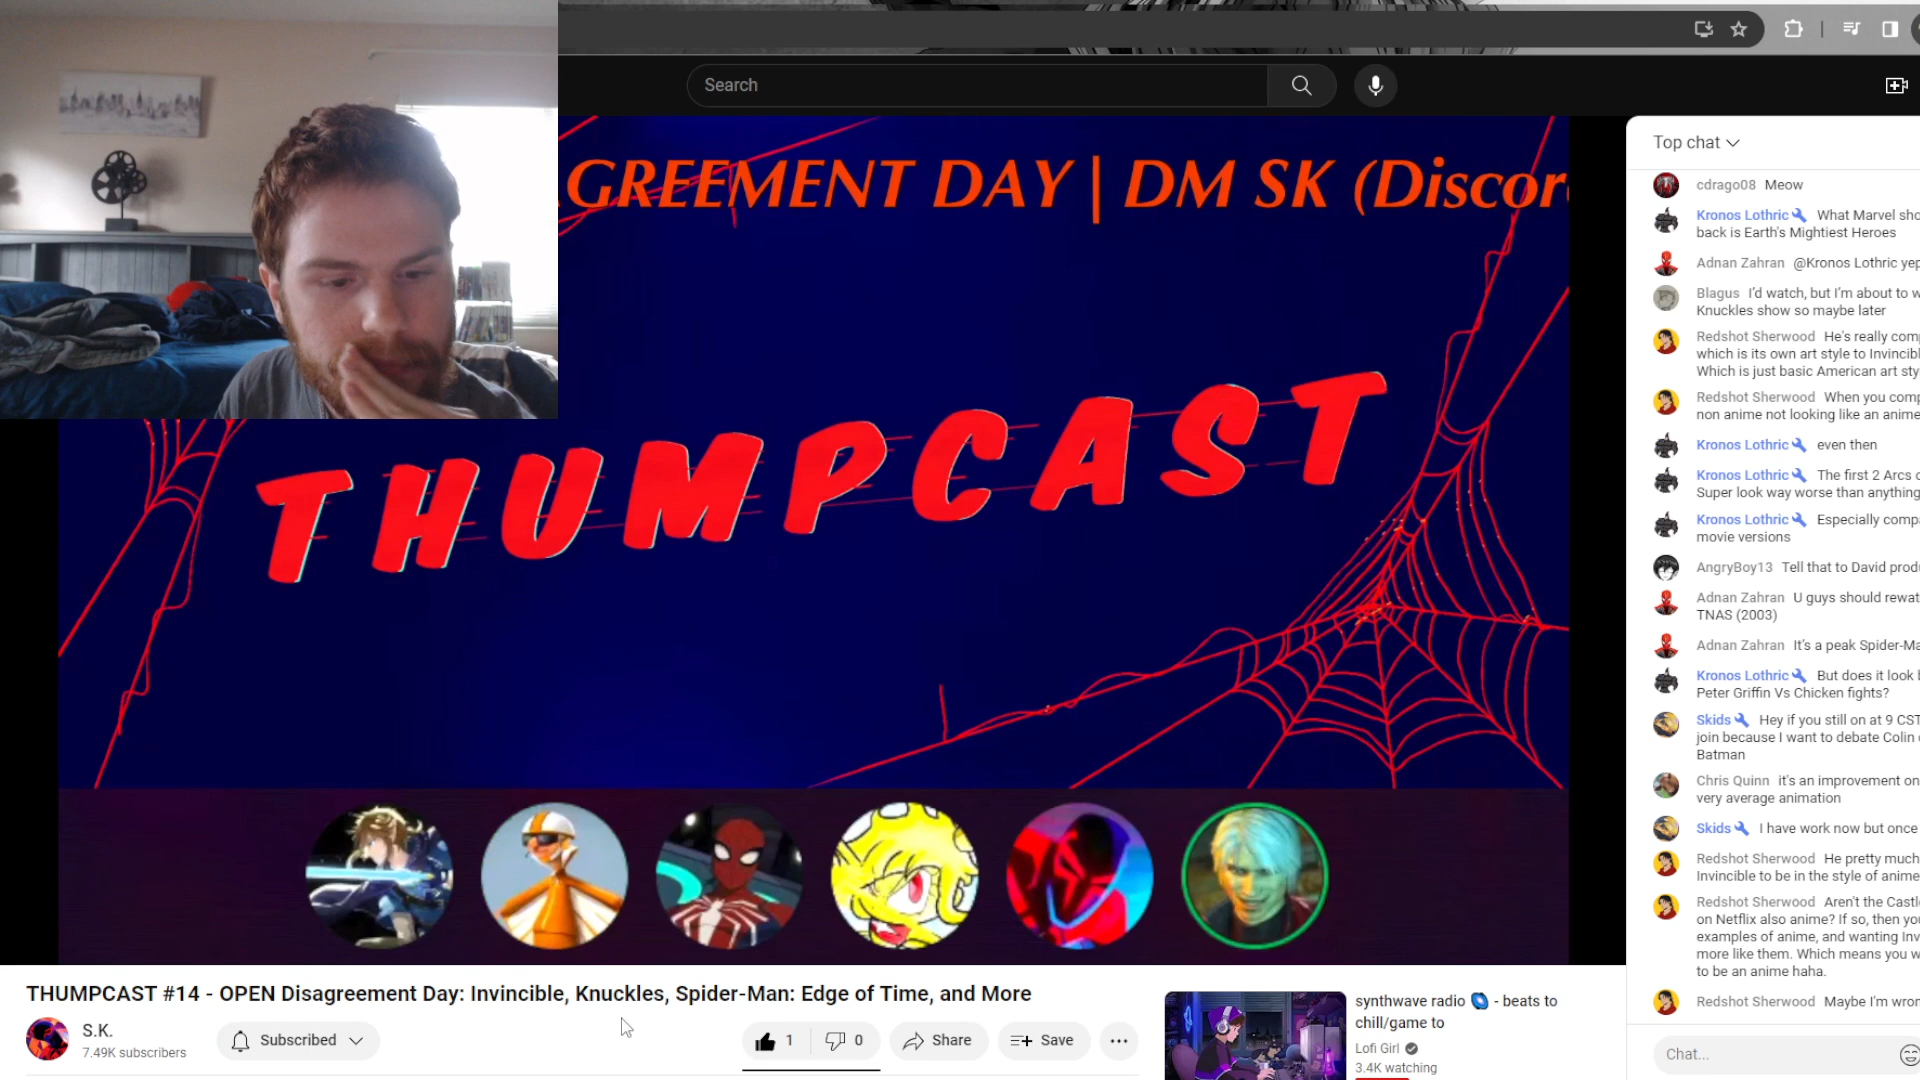 Search
AGREEMENT DAY | DM SK (Discor
THUMPCAST
Top chat
cdrago08 Meow
Kronos Lothric What Marvel sho
back is Earth's Mightiest Heroes
Adnan Zahran @Kronos Lothric yep
Blagus I'd watch, but I'm about to w
Knuckles show so maybe later
Redshot Sherwood He's really comp
which is its own art style to Invincibl
Which is just basic American art sty
Redshot Sherwood When you comp
non anime not looking like an anime
Kronos Lothric even then
Kronos Lothric The first 2 Arcs o
Super look way worse than anything
Kronos Lothric Especially comp
movie versions
AngryBoy13 Tell that to David produ
Adnan Zahran U guys should rewat
TNAS (2003)
Adnan Zahran It's a peak Spider-Ma
Kronos Lothric But does it look b
Peter Griffin Vs Chicken fights?
Skids Hey if you still on at 9 CST
join because I want to debate Colin o
Batman
Chris Quinn it's an improvement on
very average animation
Skids I have work now but once
Redshot Sherwood He pretty much
Invincible to be in the style of anime
Redshot Sherwood Aren't the Castle
on Netflix also anime? If so, then you
examples of anime, and wanting Inv
more like them. Which means you w
to be an anime haha.
Redshot Sherwood Maybe I'm wron
Chat...
THUMPCAST #14 - OPEN Disagreement Day: Invincible, Knuckles, Spider-Man: Edge of Time, and More
S.K.
7.49K subscribers
Subscribed
1
0
Share
Save
synthwave radio 🌌 - beats to
chill/game to
Lofi Girl
3.4K watching